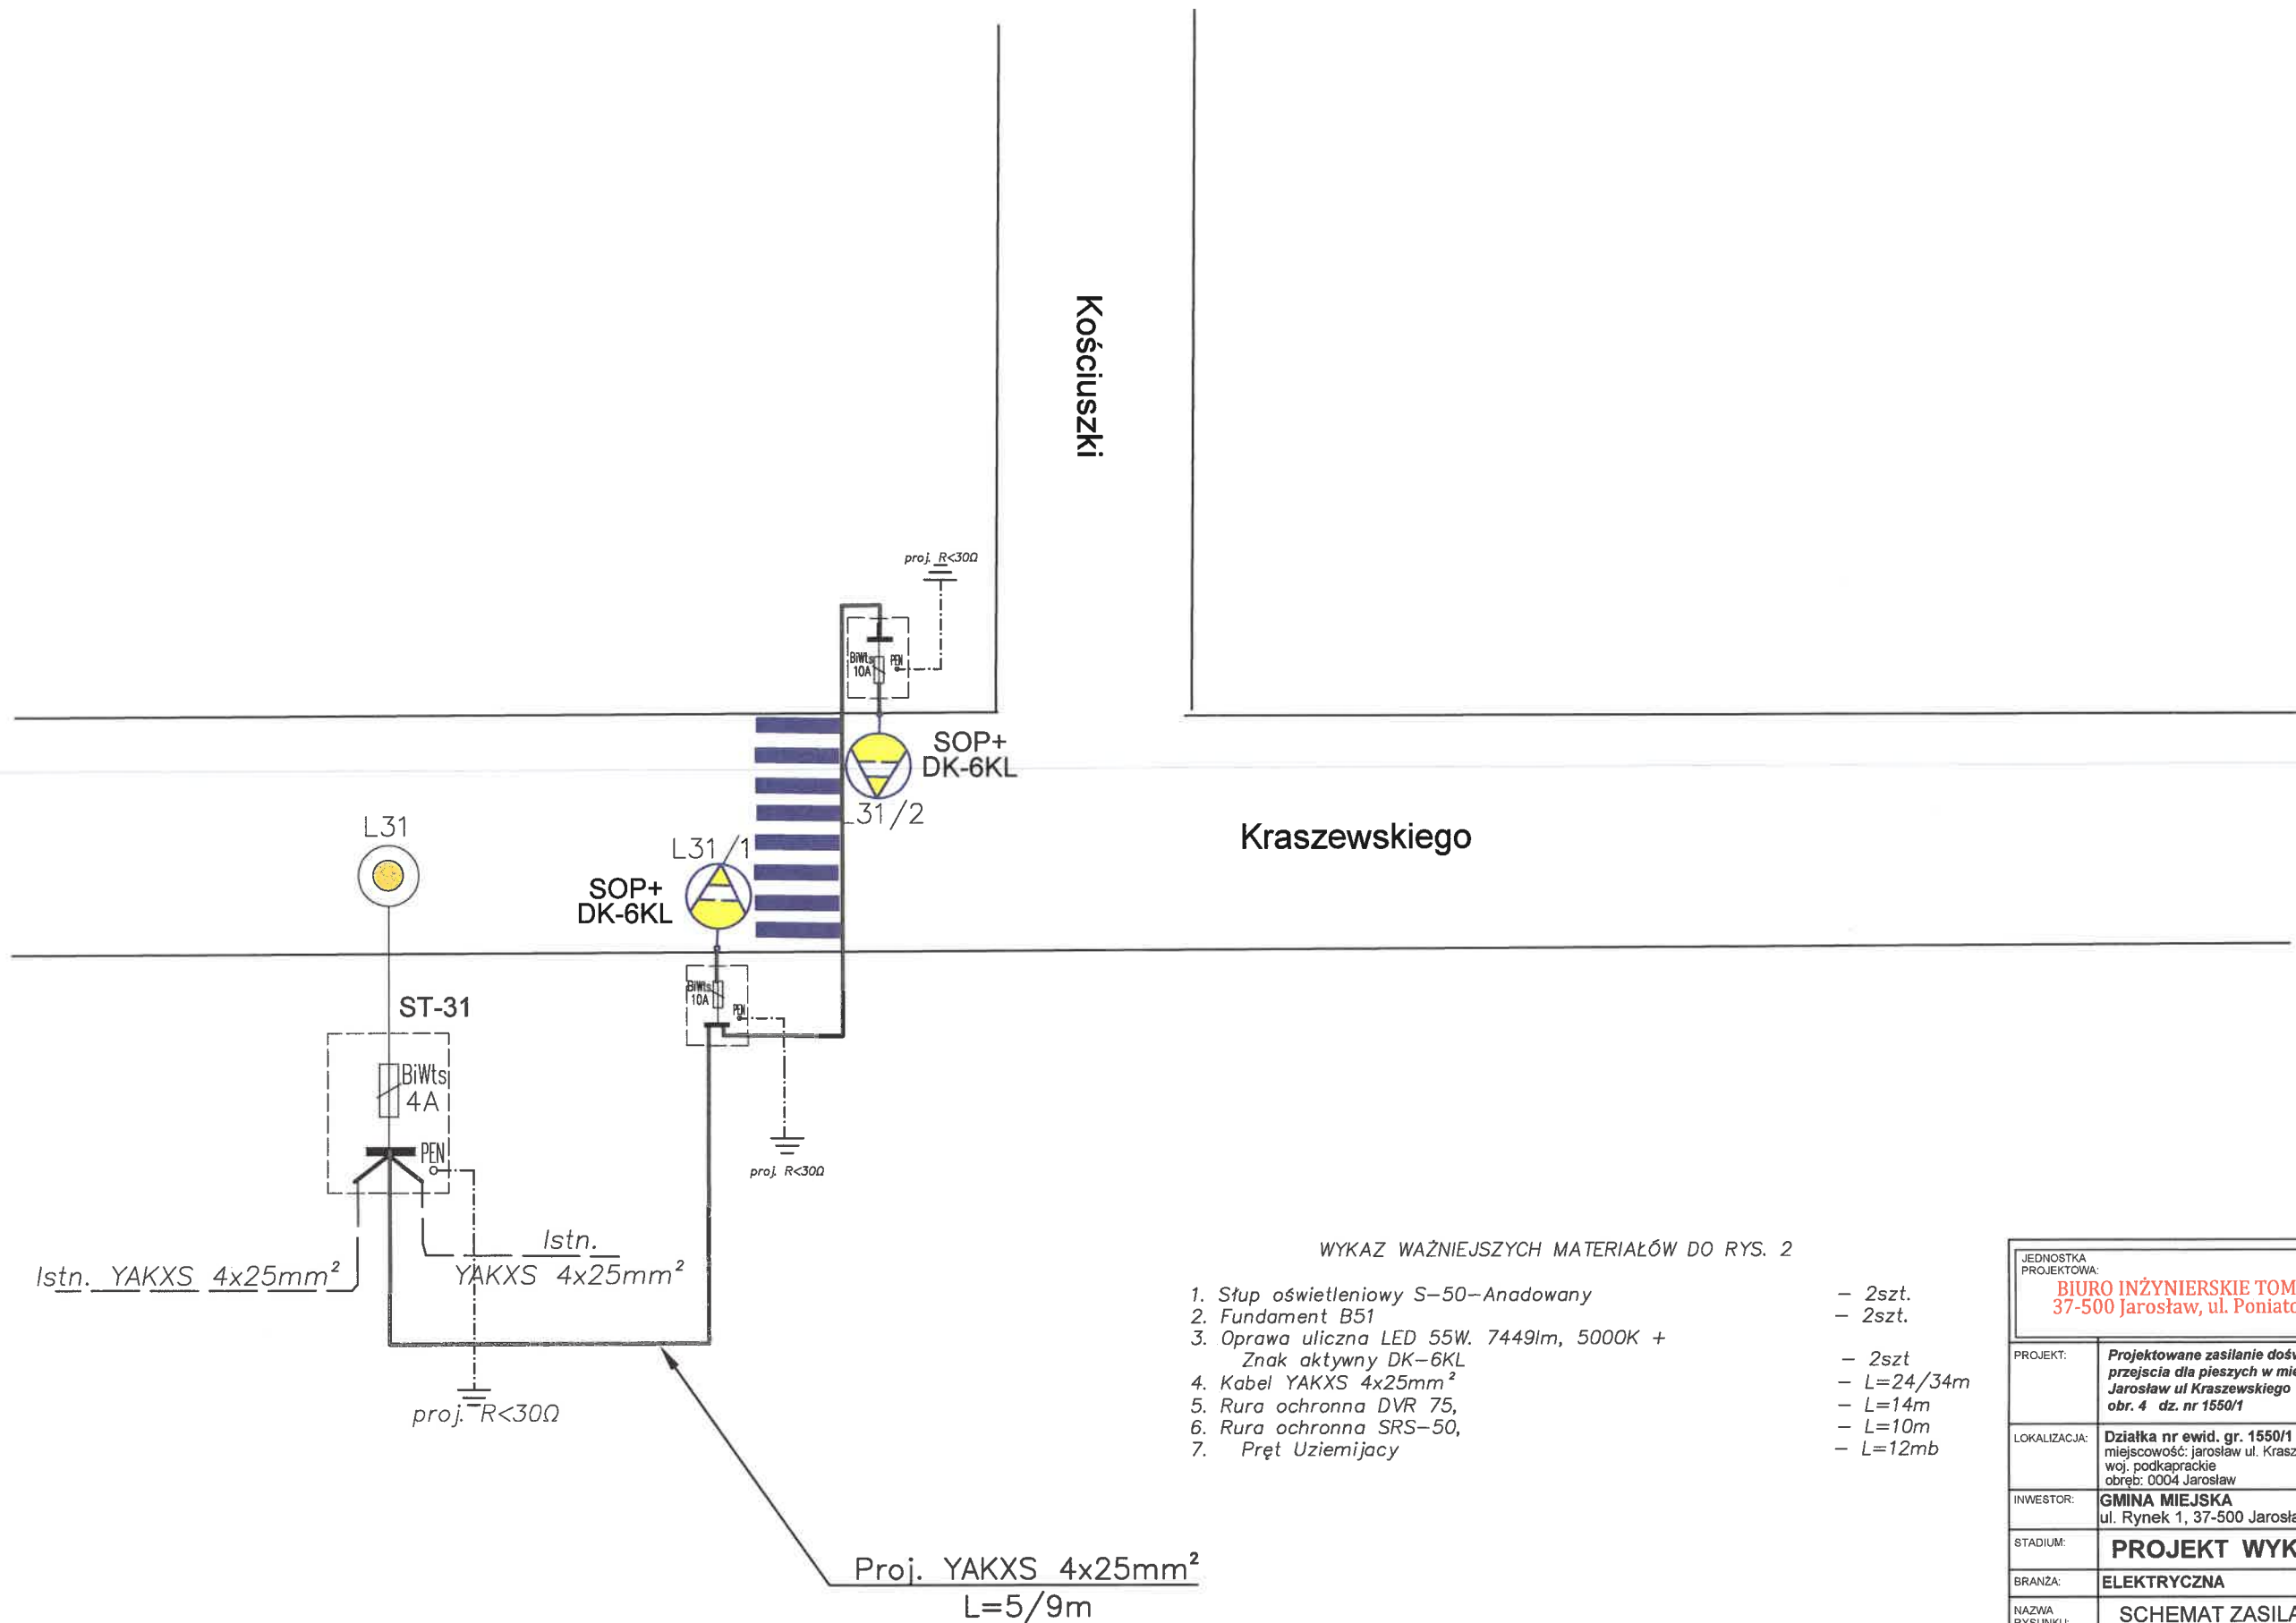 Kościuszki
proj. R<30Ω
BiWts
10A
PEN
SOP+
DK-6KL
L31/2
Kraszewskiego
L31
L31/1
SOP+
DK-6KL
BiWts
10A
PEN
ST-31
BiWts
4A
PEN
proj. R<30Ω
Istn.
YAKXS 4x25mm²
Istn. YAKXS 4x25mm²
proj. R<30Ω
Proj. YAKXS 4x25mm²
L=5/9m
WYKAZ WAŻNIEJSZYCH MATERIAŁÓW DO RYS. 2
1. Słup oświetleniowy S-50-Anadowany - 2szt.
2. Fundament B51 - 2szt.
3. Oprawa uliczna LED 55W. 7449lm, 5000K +
Znak aktywny DK-6KL - 2szt
4. Kabel YAKXS 4x25mm² - L=24/34m
5. Rura ochronna DVR 75, - L=14m
6. Rura ochronna SRS-50, - L=10m
7. Pręt Uziemijacy - L=12mb
JEDNOSTKA
PROJEKTOWA:
BIURO INŻYNIERSKIE TOM
37-500 Jarosław, ul. Poniato
PROJEKT: Projektowane zasilanie dośw
przejscia dla pieszych w mie
Jarosław ul Kraszewskiego
obr. 4 dz. nr 1550/1
LOKALIZACJA: Działka nr ewid. gr. 1550/1
miejscowość: jarosław ul. Krasz
woj. podkaprackie
obręb: 0004 Jarosław
INWESTOR: GMINA MIEJSKA
ul. Rynek 1, 37-500 Jarosła
STADIUM: PROJEKT WYK
BRANŻA: ELEKTRYCZNA
NAZWA
RYSUNKU: SCHEMAT ZASILA